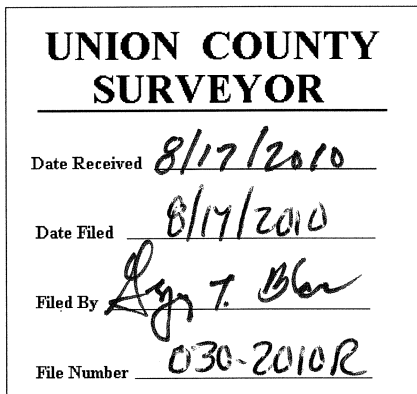 UNION COUNTY
SURVEYOR
Date Received 8/17/2010
Date Filed 8/17/2010
Filed By T.
File Number 030-2010R